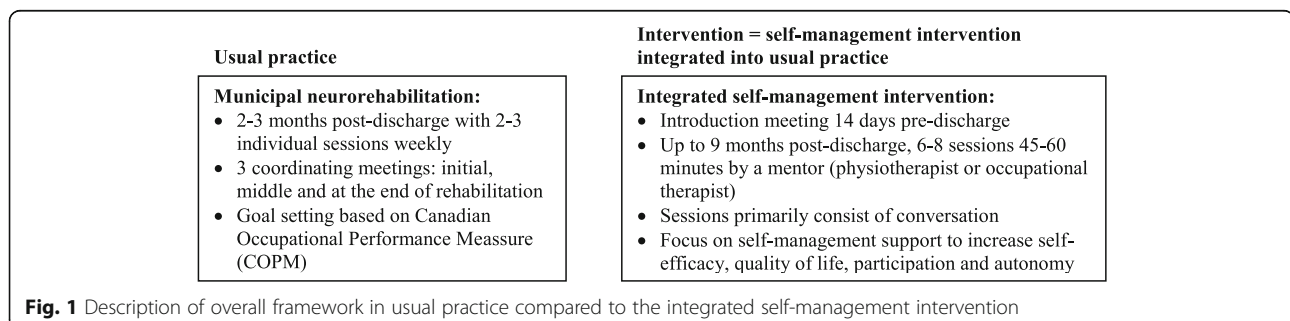 Usual practice
Municipal neurorehabilitation:
• 2-3 months post-discharge with 2-3
individual sessions weekly
• 3 coordinating meetings: initial,
middle and at the end of rehabilitation
• Goal setting based on Canadian
Occupational Performance Meassure
(COPM)
Intervention = self-management intervention
integrated into usual practice
Integrated self-management intervention:
• Introduction meeting 14 days pre-discharge
• Up to 9 months post-discharge, 6-8 sessions 45-60
minutes by a mentor (physiotherapist or occupational
therapist)
• Sessions primarily consist of conversation
• Focus on self-management support to increase self-
efficacy, quality of life, participation and autonomy
Fig. 1 Description of overall framework in usual practice compared to the integrated self-management intervention